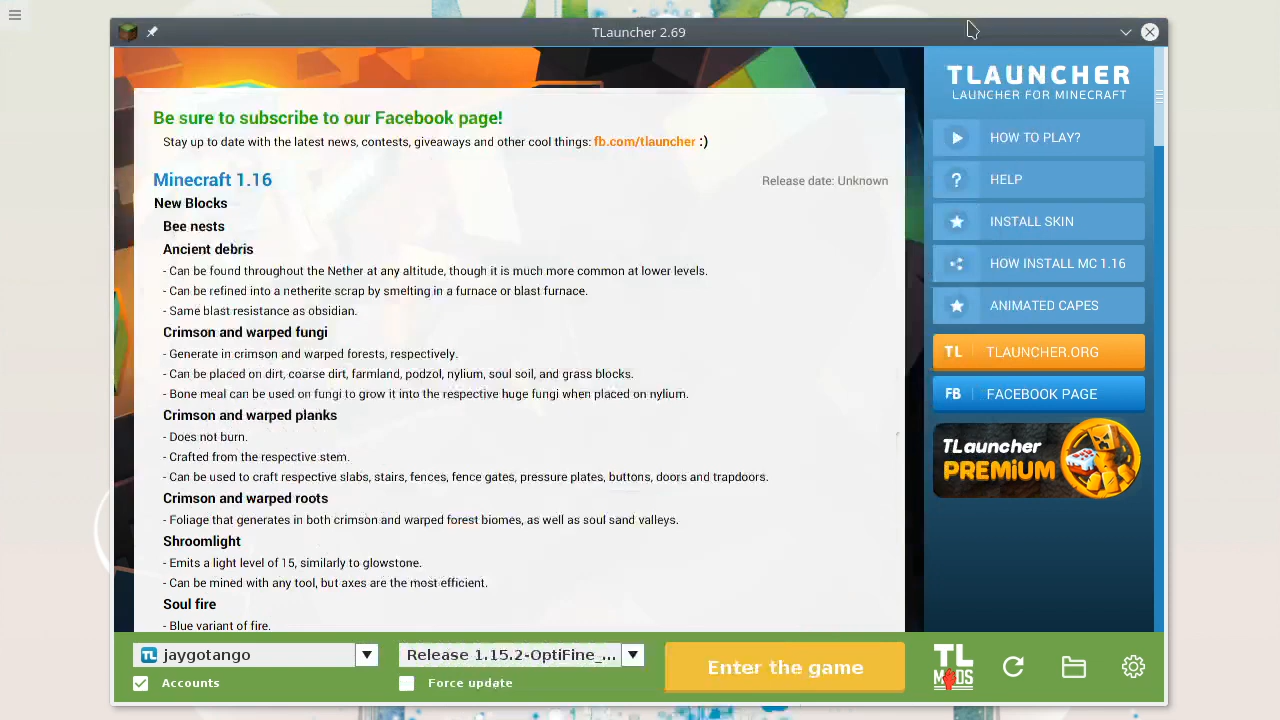 TLauncher 2.69
Be sure to subscribe to our Facebook page!
Stay up to date with the latest news, contests, giveaways and other cool things: fb.com/tlauncher :)
Minecraft 1.16
Release date: Unknown
New Blocks
Bee nests
Ancient debris
- Can be found throughout the Nether at any altitude, though it is much more common at lower levels.
- Can be refined into a netherite scrap by smelting in a furnace or blast furnace.
- Same blast resistance as obsidian.
Crimson and warped fungi
- Generate in crimson and warped forests, respectively.
- Can be placed on dirt, coarse dirt, farmland, podzol, nylium, soul soil, and grass blocks.
- Bone meal can be used on fungi to grow it into the respective huge fungi when placed on nylium.
Crimson and warped planks
- Does not burn.
- Crafted from the respective stem.
- Can be used to craft respective slabs, stairs, fences, fence gates, pressure plates, buttons, doors and trapdoors.
Crimson and warped roots
- Foliage that generates in both crimson and warped forest biomes, as well as soul sand valleys.
Shroomlight
- Emits a light level of 15, similarly to glowstone.
- Can be mined with any tool, but axes are the most efficient.
Soul fire
- Blue variant of fire.
TLAUNCHER
LAUNCHER FOR MINECRAFT
HOW TO PLAY?
? HELP
INSTALL SKIN
HOW INSTALL MC 1.16
ANIMATED CAPES
TL TLAUNCHER.ORG
FB FACEBOOK PAGE
TLauncher
PREMIUM
TL jaygotango
Accounts
Release 1.15.2-OptiFine_...
Force update
Enter the game
TL
MODS